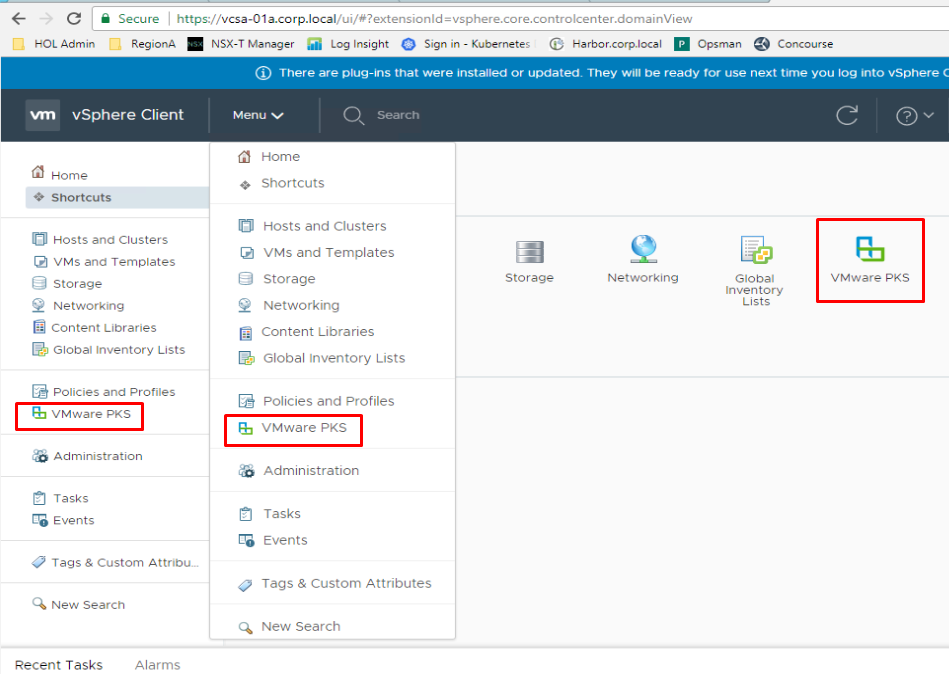 Secure | https://vcsa-01a.corp.local/ui/#?extensionId=vsphere.core.controlcenter.domainView
HOL Admin RegionA NSX NSX-T Manager Log Insight Sign in - Kubernetes Harbor.corp.local P Opsman Concourse
There are plug-ins that were installed or updated. They will be ready for use next time you log into vSphere C
vm vSphere Client Menu Search ?
Home
Shortcuts
Hosts and Clusters
VMs and Templates
Storage
Networking
Content Libraries
Global Inventory Lists
Policies and Profiles
VMware PKS
Administration
Tasks
Events
Tags & Custom Attribu...
New Search
Home
Shortcuts
Hosts and Clusters
VMs and Templates
Storage
Networking
Content Libraries
Global Inventory Lists
Policies and Profiles
VMware PKS
Administration
Tasks
Events
Tags & Custom Attributes
New Search
Storage
Networking
Global
Inventory
Lists
VMware PKS
Recent Tasks Alarms